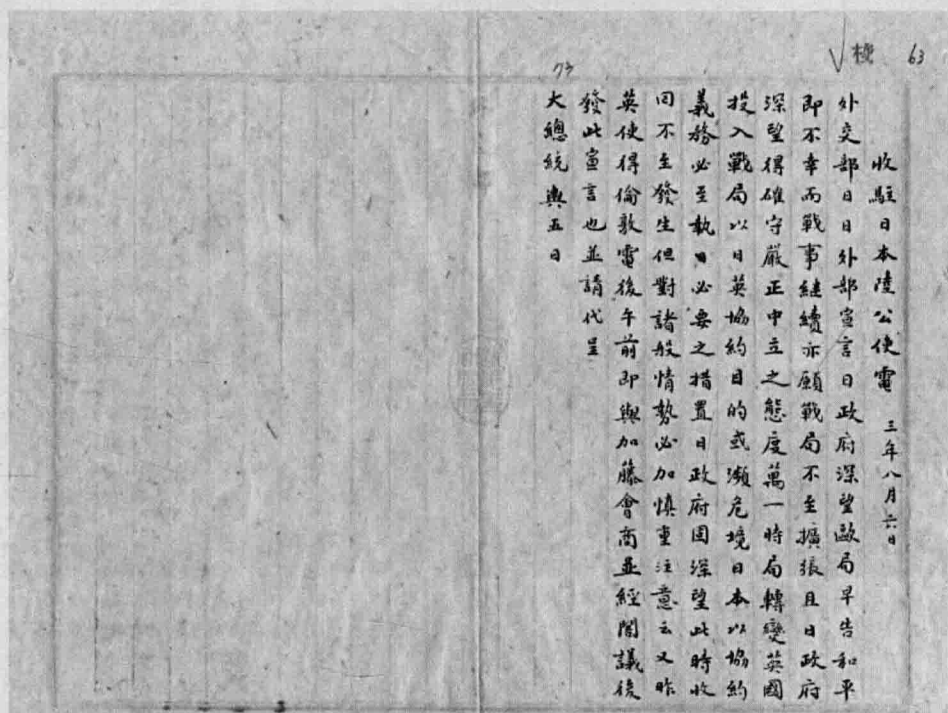 63
收駐日本陸公使電 三年八月六日
外交部日日外部宣言日政府深望歐局早告和平
即不幸而戰事継續亦願戰局不至擴張且日政府
深望得確守嚴正中立之態度萬一時局轉變英國
投入戰局以日英協約目的或瀕危境日本以協約
義務必至執日必要之措置日政府固深望此時收
同不至發生但對諸般情勢必加慎重注意云又昨
英使得倫敦電後午前即與加藤會商並經閣議後
發此宣言也並請代呈
大總統輿五日